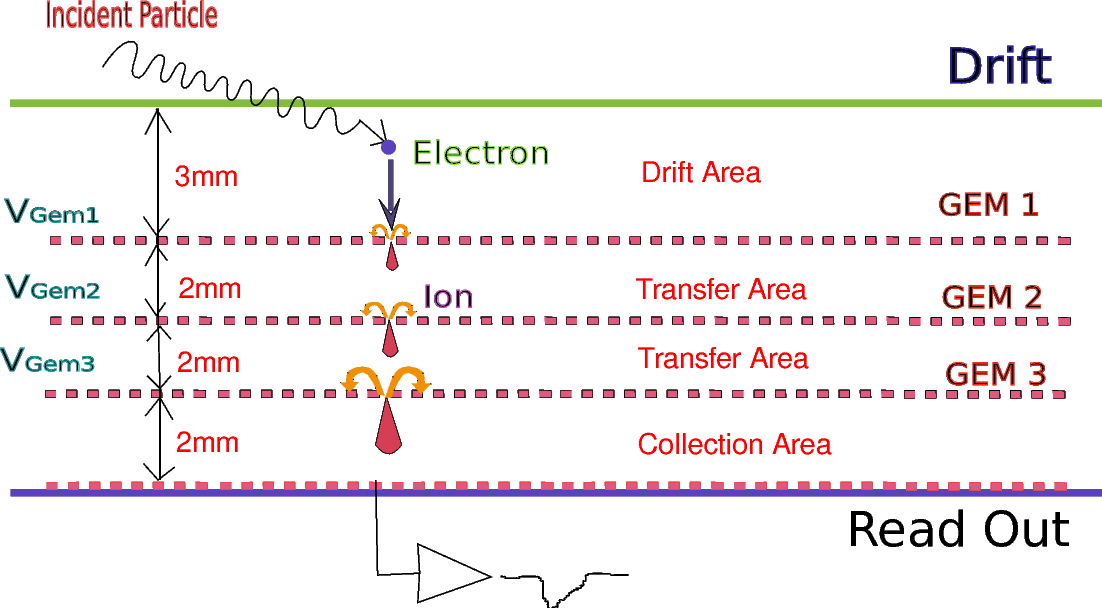 Incident Particle
Drift
Electron
3mm
Drift Area
VGem1
GEM 1
VGem2
2mm
Ion
Transfer Area
GEM 2
VGem3
2mm
Transfer Area
GEM 3
2mm
Collection Area
Read Out